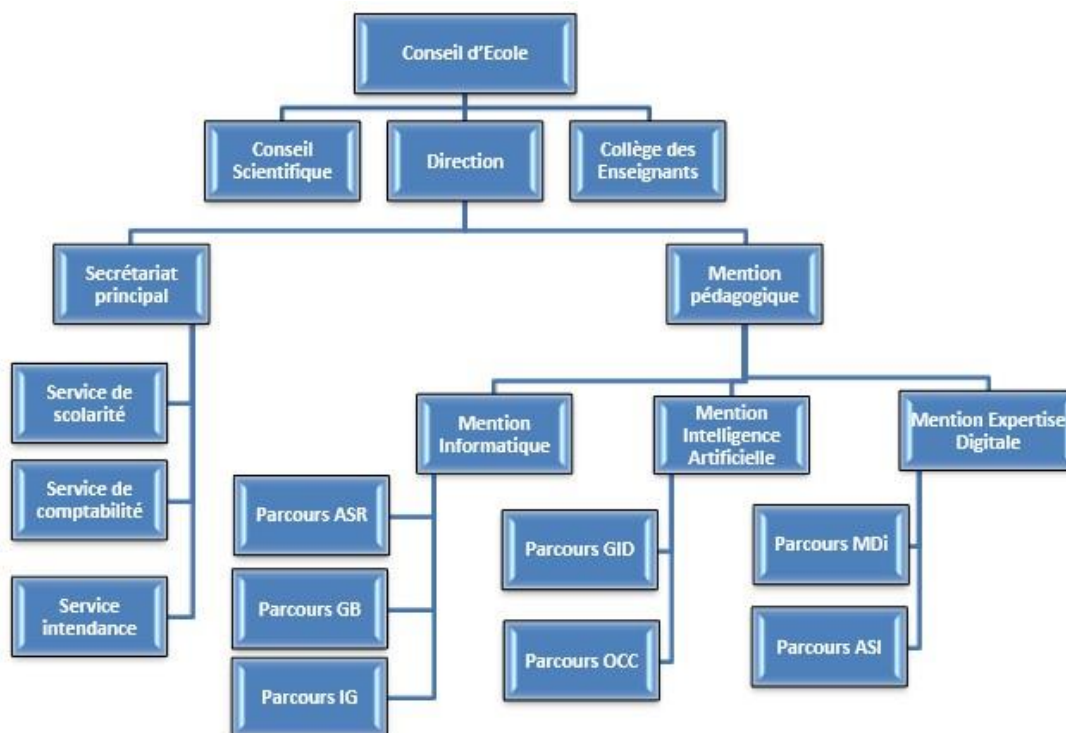 Conseil d'Ecole
Conseil
Scientifique
Direction
Collège des
Enseignants
Secrétariat
principal
Mention
pédagogique
Service de
scolarité
Service de
comptabilité
Service
intendance
Mention
Informatique
Mention
Intelligence
Artificielle
Mention Expertise
Digitale
Parcours ASR
Parcours GB
Parcours IG
Parcours GID
Parcours OCC
Parcours MDi
Parcours ASI